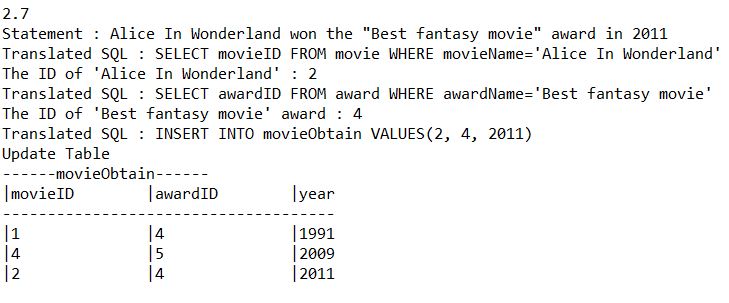 2.7
Statement : Alice In Wonderland won the "Best fantasy movie" award in 2011
Translated SQL : SELECT movieID FROM movie WHERE movieName='Alice In Wonderland'
The ID of 'Alice In Wonderland' : 2
Translated SQL : SELECT awardID FROM award WHERE awardName='Best fantasy movie'
The ID of 'Best fantasy movie' award : 4
Translated SQL : INSERT INTO movieObtain VALUES(2, 4, 2011)
Update Table
------movieObtain------
|movieID        |awardID        |year
-------------------------------------
|1              |4              |1991
|4              |5              |2009
|2              |4              |2011